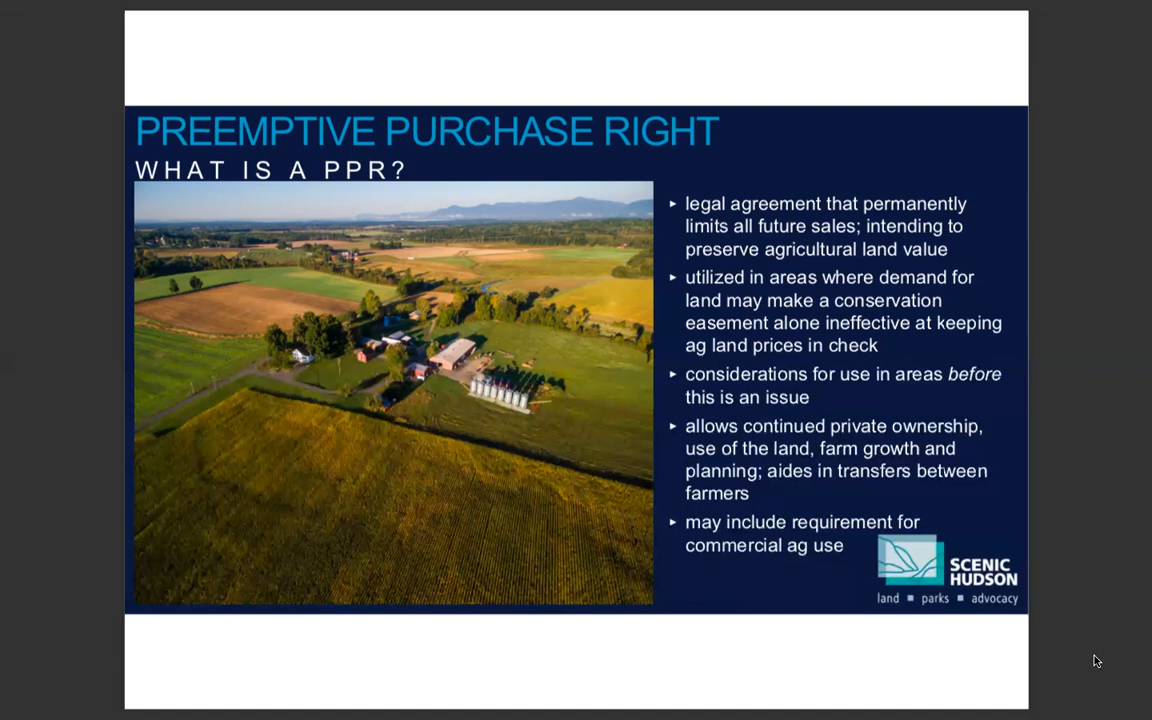 PREEMPTIVE PURCHASE RIGHT
WHAT IS A PPR?
▸ legal agreement that permanently
limits all future sales; intending to
preserve agricultural land value
▸ utilized in areas where demand for
land may make a conservation
easement alone ineffective at keeping
ag land prices in check
▸ considerations for use in areas before
this is an issue
▸ allows continued private ownership,
use of the land, farm growth and
planning; aides in transfers between
farmers
▸ may include requirement for
commercial ag use
SCENIC
HUDSON
land ▪ parks ▪ advocacy